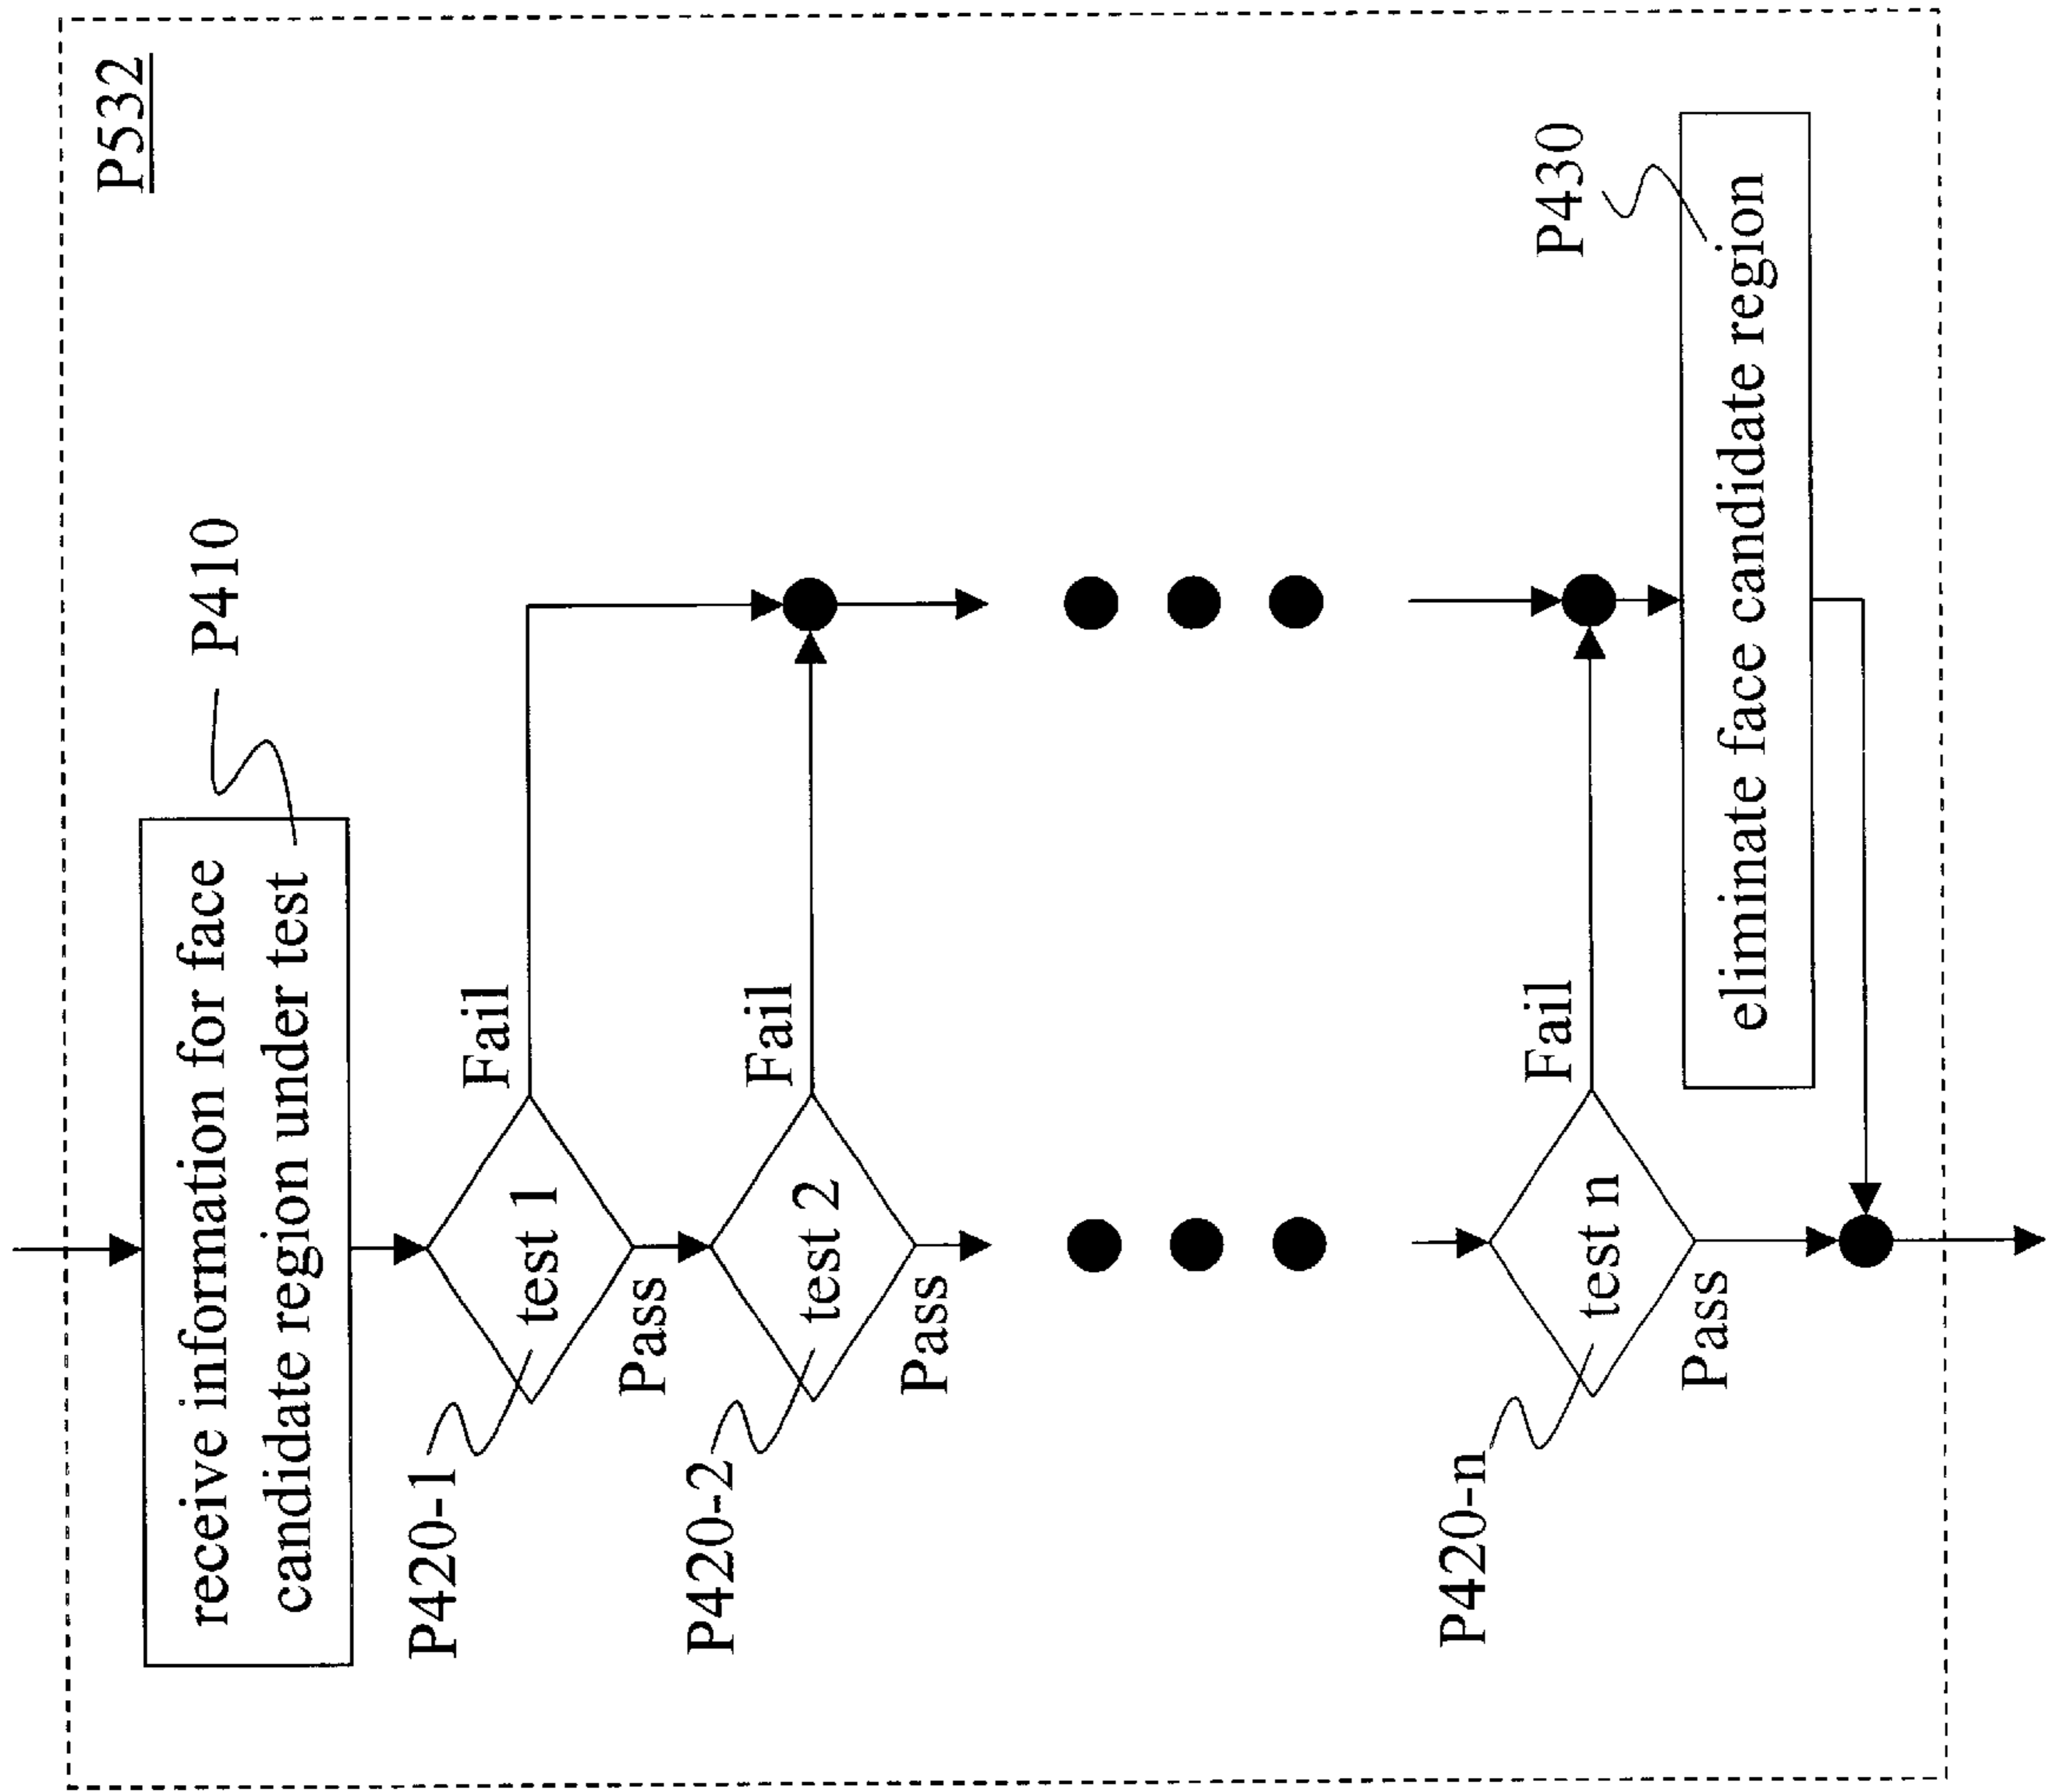 P532
P410
receive information for face
candidate region under test
P420-1
test 1
Fail
Pass
P420-2
test 2
Fail
Pass
P420-n
test n
Fail
Pass
P430
eliminate face candidate region